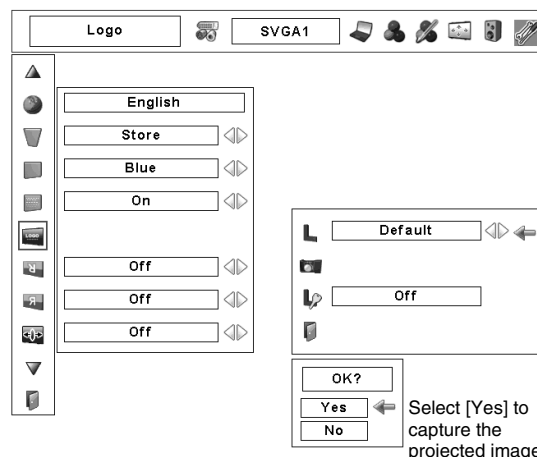 Logo
SVGA1
English
Store
Blue
On
LOGO
Off
Off
Off
L
Default
L
Off
OK?
Yes
No
Select [Yes] to
capture the
projected image